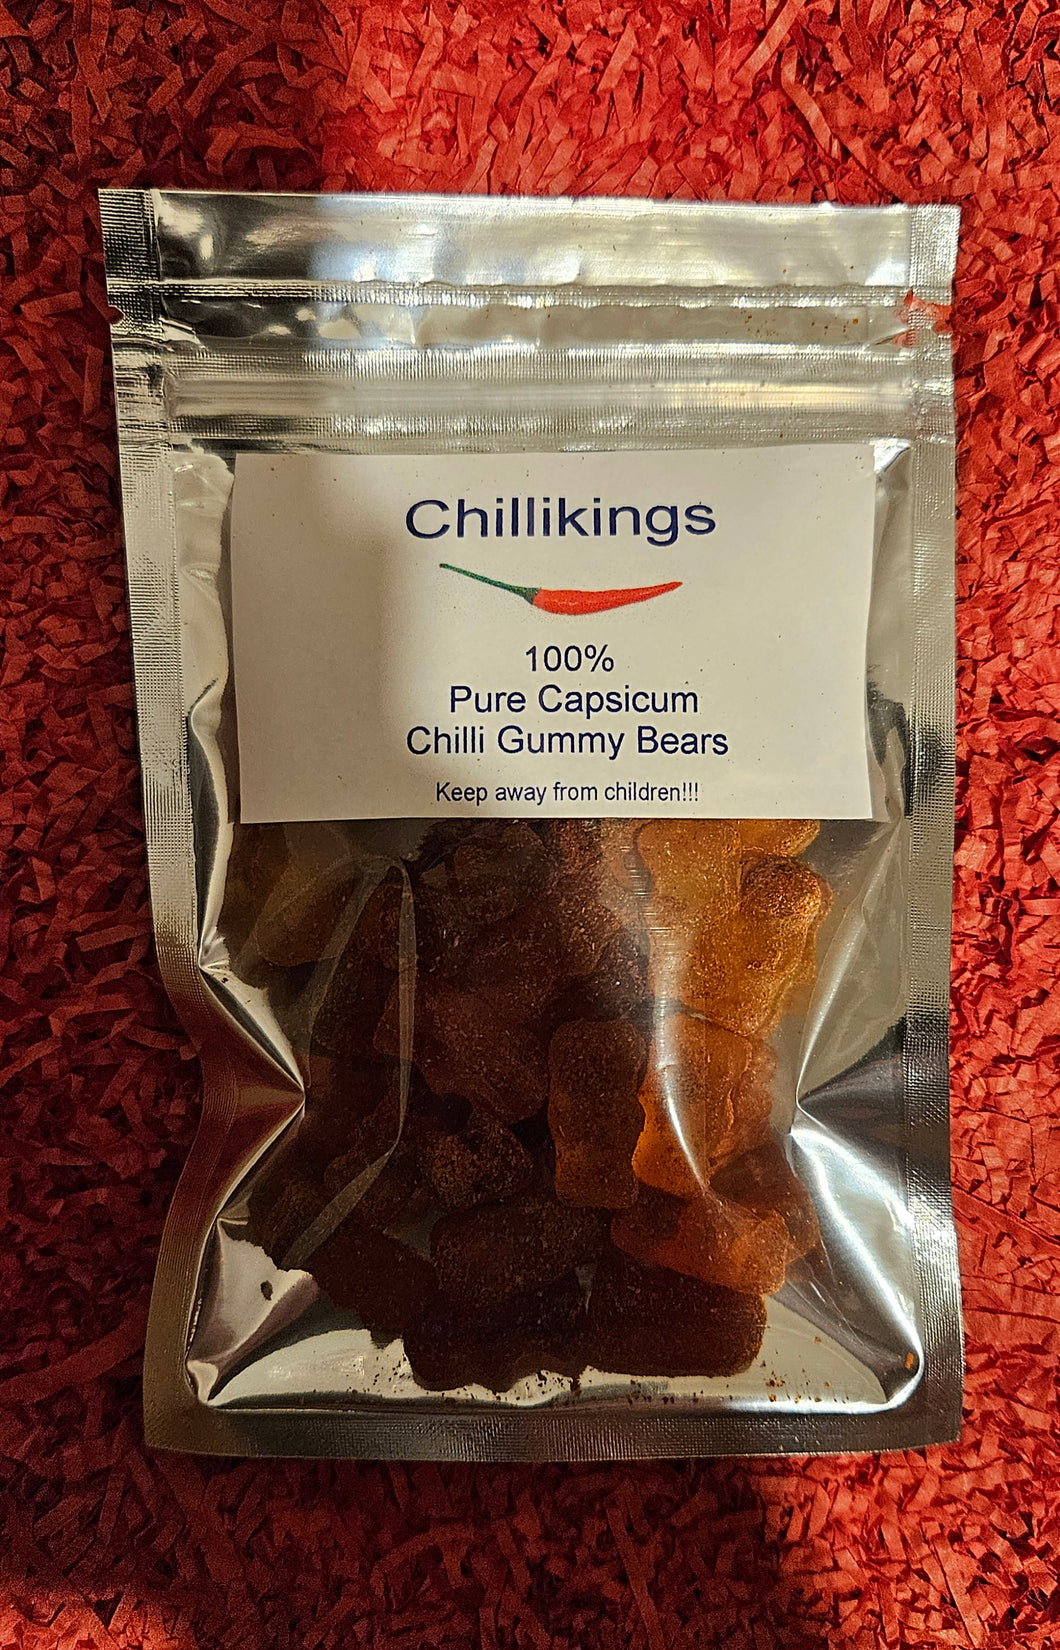 Chillikings
100%
Pure Capsicum
Chilli Gummy Bears
Keep away from children!!!